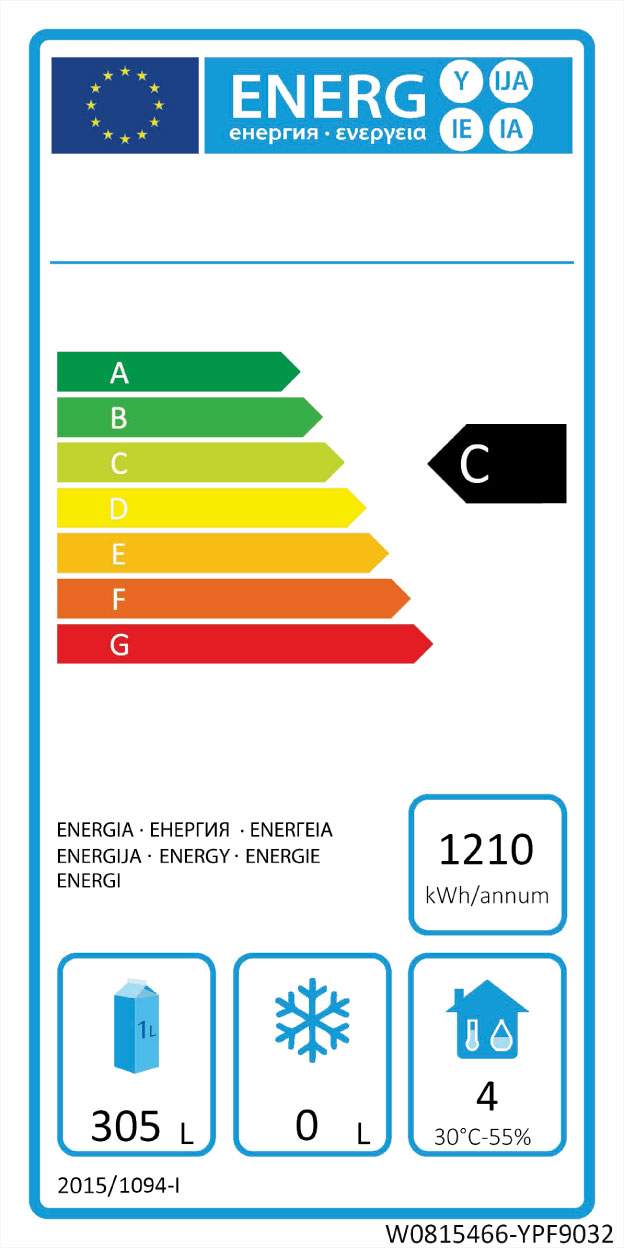 ENERG
Y IJA
IE IA
енергия · ενεργεια
A
B
C
D
E
F
G
C
ENERGIA · ЕНЕРГИЯ · ΕΝΕΡΓΕΙΑ
ENERGIJA · ENERGY · ENERGIE
ENERGI
1210
kWh/annum
1L
305 L
0 L
4
30°C-55%
2015/1094-I
W0815466-YPF9032